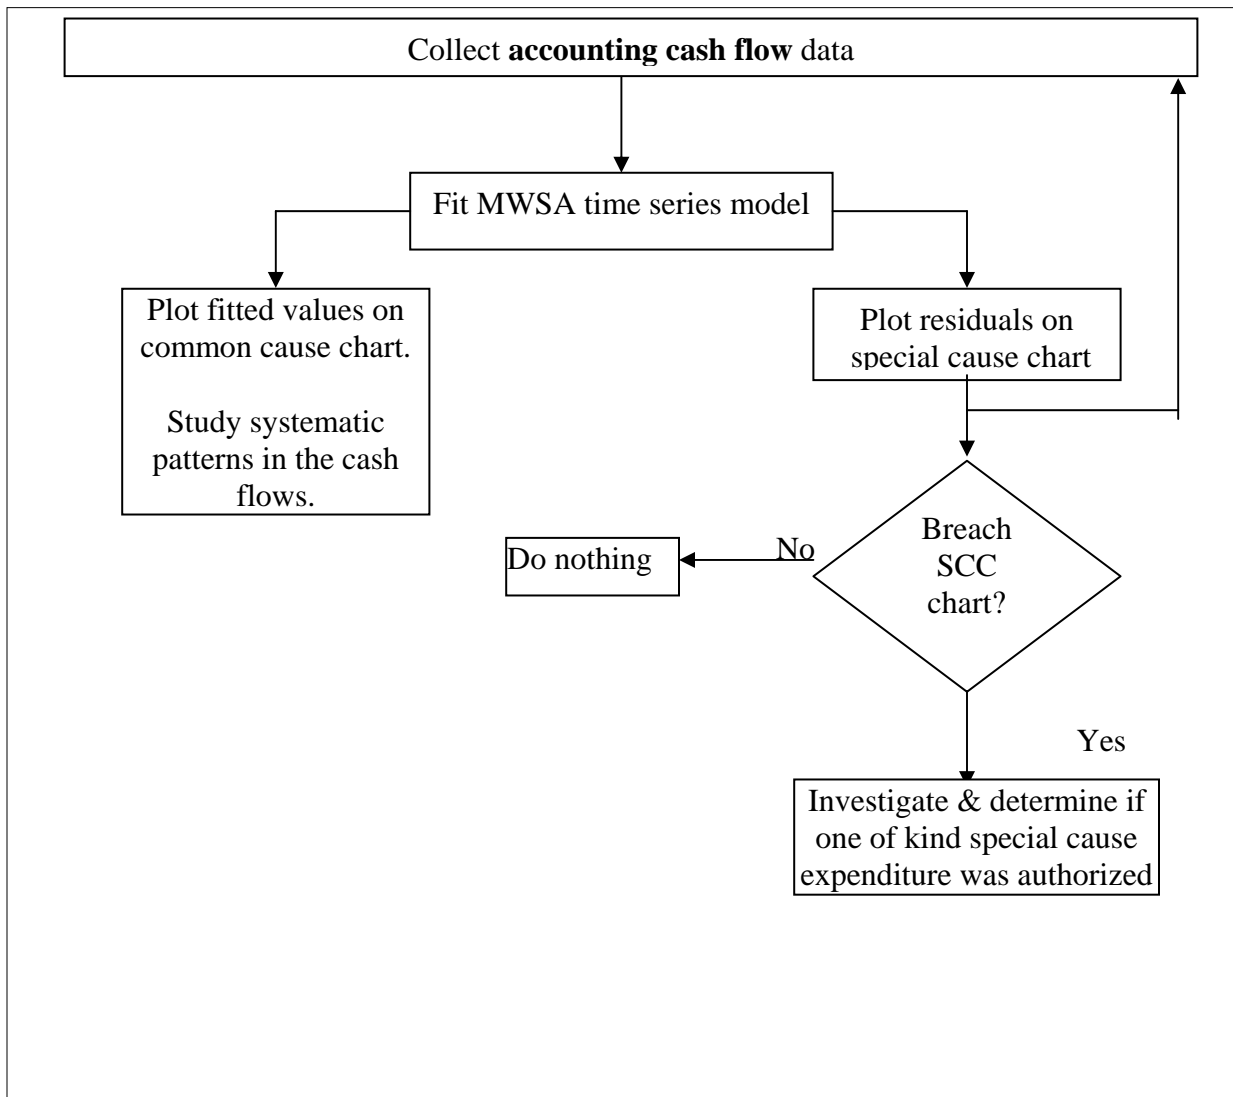 Collect accounting cash flow data
Fit MWSA time series model
Plot fitted values on
common cause chart.
Study systematic
patterns in the cash
flows.
Plot residuals on
special cause chart
Breach
SCC
chart?
No
Do nothing
Yes
Investigate & determine if
one of kind special cause
expenditure was authorized